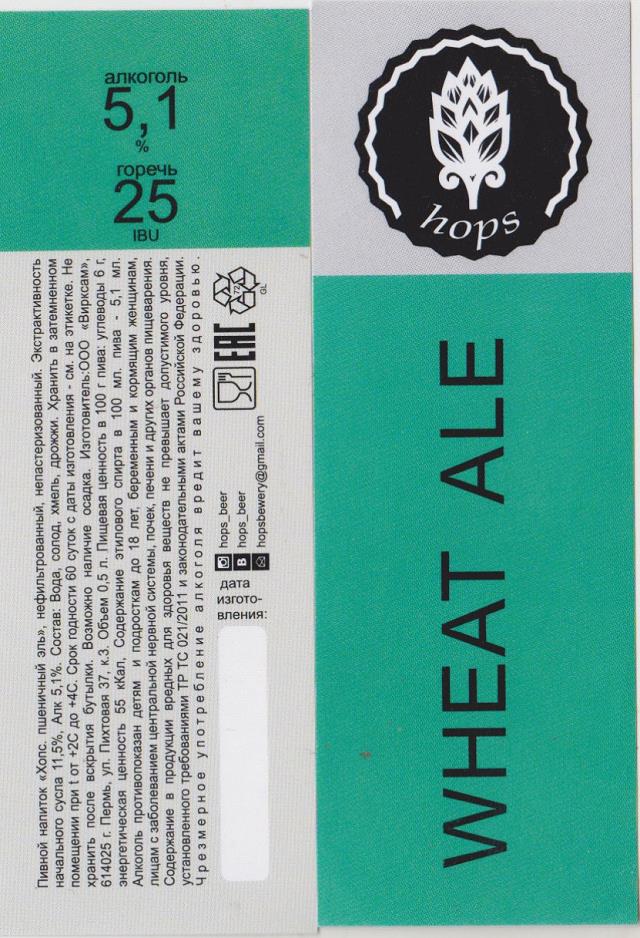 алкоголь
5,1
%
горечь
25
IBU
Пивной напиток «Хопс. пшеничный эль», нефильтрованный, непастеризованный. Экстрактивность
начального сусла 11,5%, Алк 5,1%. Состав: Вода, солод, хмель, дрожжи. Хранить в затемненном
помещении при t от +2С до +4С. Срок годности 60 суток с даты изготовления - см. на этикетке. Не
хранить после вскрытия бутылки. Возможно наличие осадка. Изготовитель:ООО «Вирксам»,
614025 г. Пермь, ул. Пихтовая 37, к.3. Объем 0,5 л. Пищевая ценность в 100 г пива: углеводы 6 г,
энергетическая ценность 55 кКал, Содержание этилового спирта в 100 мл. пива - 5,1 мл.
Алкоголь противопоказан детям и подросткам до 18 лет, беременным и кормящим женщинам,
лицам с заболеванием центральной нервной системы, почек, печени и других органов пищеварения.
Содержание в продукции вредных для здоровья веществ не превышает допустимого уровня,
установленного требованиями ТР ТС 021/2011 и законодательными актами Российской Федерации.
Чрезмерное употребление алкоголя вредит вашему здоровью.
72
GL
EAC
hops_beer
B hops_beer
hopsbewery@gmail.com
дата
изгото-
вления:
hops
WHEAT ALE